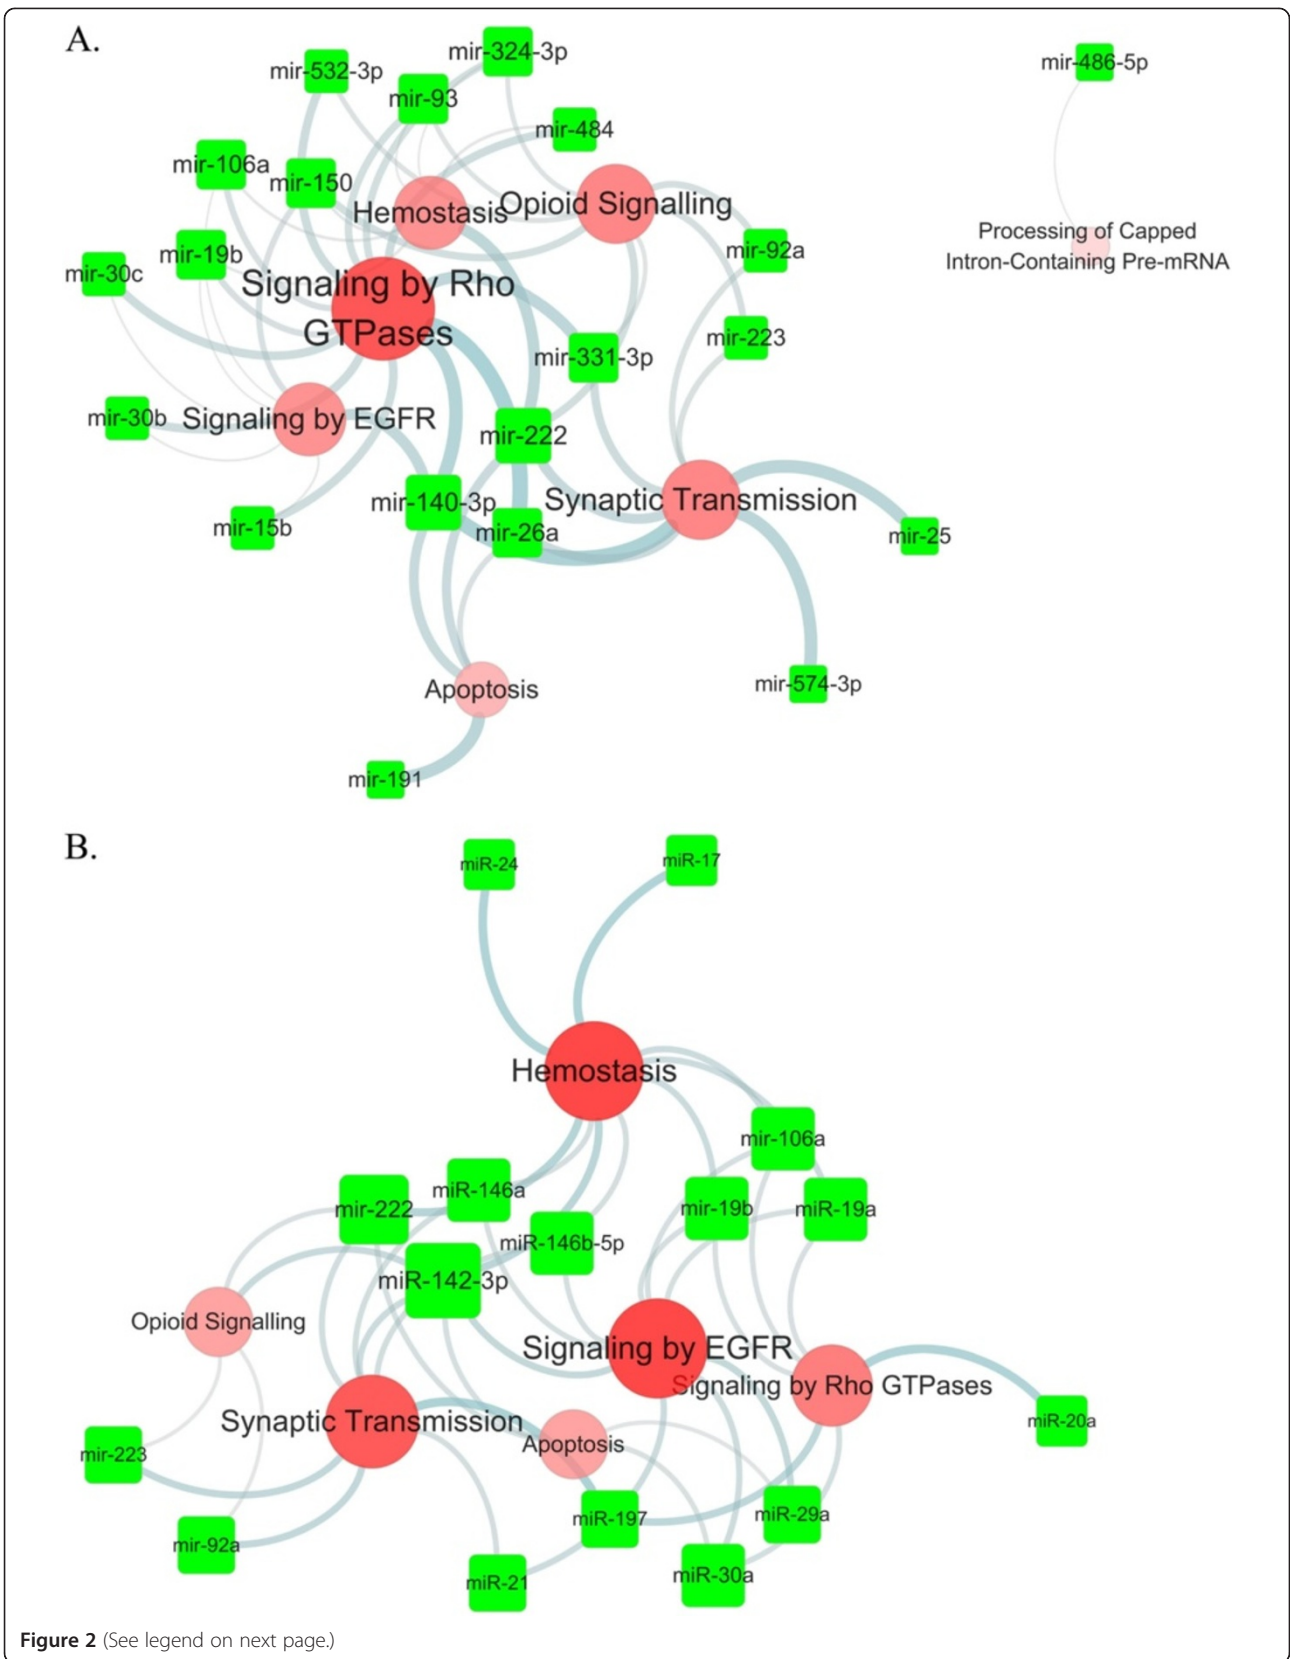 A.
mir-324-3p
mir-486-5p
mir-532-3p
mir-93
mir-484
mir-106a
mir-150
Hemostasis
Opioid Signalling
mir-92a
Processing of Capped
Intron-Containing Pre-mRNA
mir-19b
mir-30c
Signaling by Rho
GTPases
mir-223
mir-331-3p
mir-30b
Signaling by EGFR
mir-222
mir-140-3p
Synaptic Transmission
mir-15b
mir-26a
mir-25
Apoptosis
mir-574-3p
mir-191
B.
miR-24
miR-17
Hemostasis
mir-106a
miR-146a
mir-222
mir-19b
miR-19a
miR-146b-5p
miR-142-3p
Opioid Signalling
Signaling by EGFR
Signaling by Rho GTPases
Synaptic Transmission
miR-20a
Apoptosis
mir-223
miR-197
miR-29a
mir-92a
miR-21
miR-30a
Figure 2 (See legend on next page.)